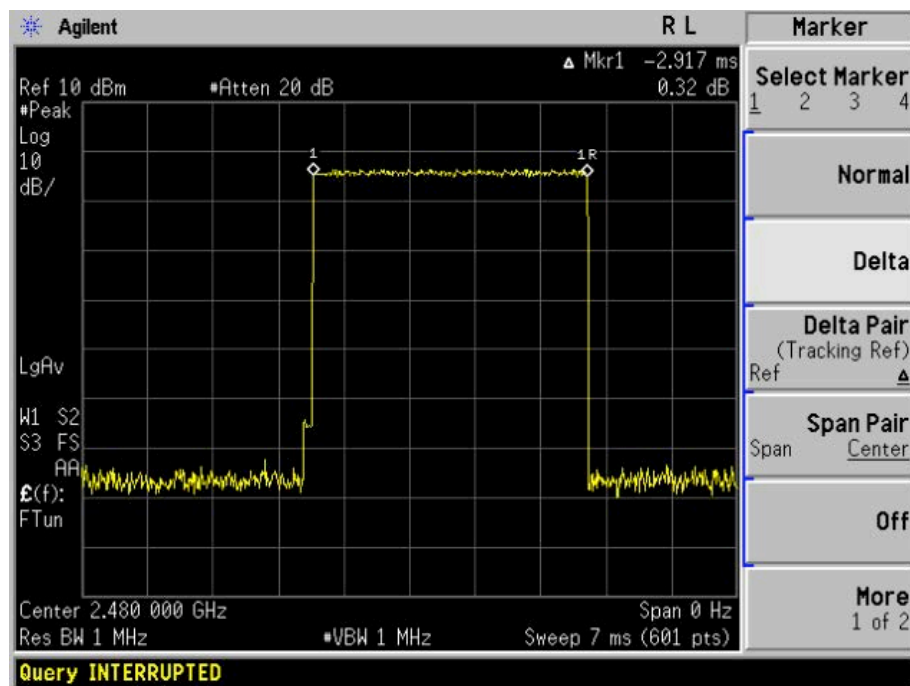 Agilent R L Marker
Δ Mkr1 -2.917 ms
Ref 10 dBm #Atten 20 dB 0.32 dB
Select Marker
1 2 3 4
#Peak
Log
10
dB/
1 1R
Normal
Delta
Delta Pair
(Tracking Ref)
Ref Δ
LgAv
W1 S2
S3 FS
AA
£(f):
FTun
Span Pair
Span Center
Off
Center 2.480 000 GHz Span 0 Hz
Res BW 1 MHz #VBW 1 MHz Sweep 7 ms (601 pts)
More
1 of 2
Query INTERRUPTED